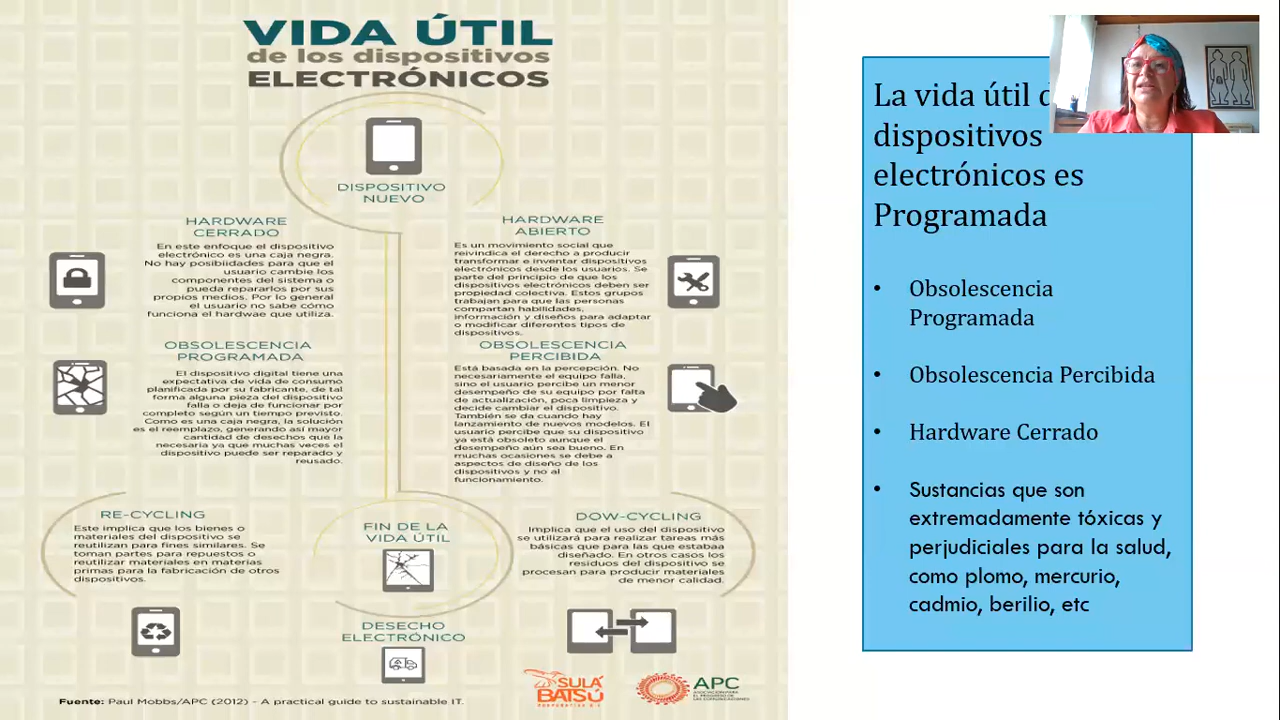 VIDA ÚTIL
de los dispositivos
ELECTRÓNICOS
DISPOSITIVO
NUEVO
HARDWARE
CERRADO
En este enfoque el dispositivo
electrónico es una caja negra.
No hay posibiidades para que el
usuario cambie los
componentes del sistema o
pueda repararlos por sus
propios medios. Por lo general
el usuario no sabe cómo
funciona el hardwae que utiliza.
HARDWARE
ABIERTO
Es un movimiento social que
reivindica el derecho a producir
transformar e inventar dispositivos
electrónicos desde los usuarios. Se
parte del principio de que los
dispositivos electrónicos deben ser
propiedad colectiva. Estos grupos
trabajan para que las personas
compartan habilidades,
información y diseños para adaptar
o modificar diferentes tipos de
dispositivos.
OBSOLESCENCIA
PROGRAMADA
El dispositivo digital tiene una
expectativa de vida de consumo
planificada por su fabricante, de tal
forma alguna pieza del dispositivo
falla o deja de funcionar por
completo según un tiempo previsto.
Como es una caja negra, la solución
es el reemplazo, generando así mayor
cantidad de desechos que la
necesaria ya que muchas veces el
dispositivo puede ser reparado y
reusado.
OBSOLESCENCIA
PERCIBIDA
Está basada en la percepción. No
necesariamente el equipo falla,
sino el usuario percibe un menor
desempeño de su equipo por falta
de actualización, poca limpieza y
decide cambiar el dispositivo.
También se da cuando hay
lanzamiento de nuevos modelos. El
usuario percibe que su dispositivo
ya está obsoleto aunque el
desempeño aún sea bueno. En
muchas ocasiones se debe a
aspectos de diseño de los
dispositivos y no al
funcionamiento.
RE-CYCLING
Este implica que los bienes o
materiales del dispositivo se
reutilizan para fines similares. Se
toman partes para repuestos o
reutilizar materiales en materias
primas para la fabricación de otros
dispositivos.
FIN DE LA
VIDA ÚTIL
DOW-CYCLING
Implica que el uso del dispositivo
se utilizará para realizar tareas más
básicas que para las que estaba
diseñado. En otros casos los
residuos del dispositivo se
procesan para producir materiales
de menor calidad.
DESECHO
ELECTRÓNICO
Fuente: Paul Mobbs/APC (2012) - A practical guide to sustainable IT.
SULÁ
BATSÚ
APC
La vida útil
dispositivos
electrónicos es
Programada
• Obsolescencia
Programada
• Obsolescencia Percibida
• Hardware Cerrado
• Sustancias que son
extremadamente tóxicas y
perjudiciales para la salud,
como plomo, mercurio,
cadmio, berilio, etc